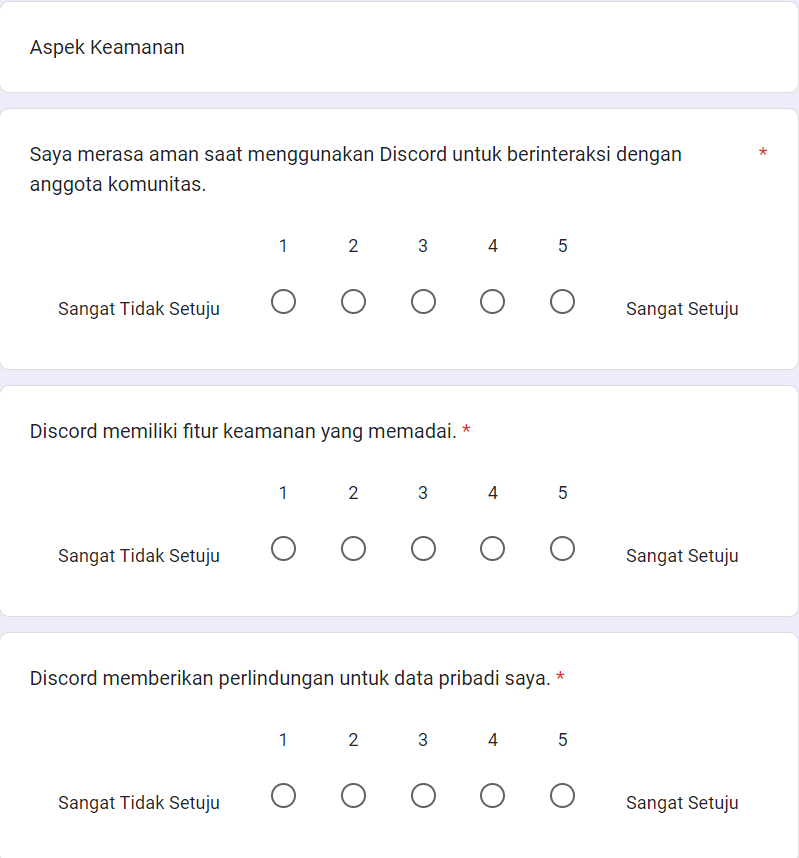 Aspek Keamanan
Saya merasa aman saat menggunakan Discord untuk berinteraksi dengan *
anggota komunitas.
1 2 3 4 5
Sangat Tidak Setuju Sangat Setuju
Discord memiliki fitur keamanan yang memadai. *
1 2 3 4 5
Sangat Tidak Setuju Sangat Setuju
Discord memberikan perlindungan untuk data pribadi saya. *
1 2 3 4 5
Sangat Tidak Setuju Sangat Setuju